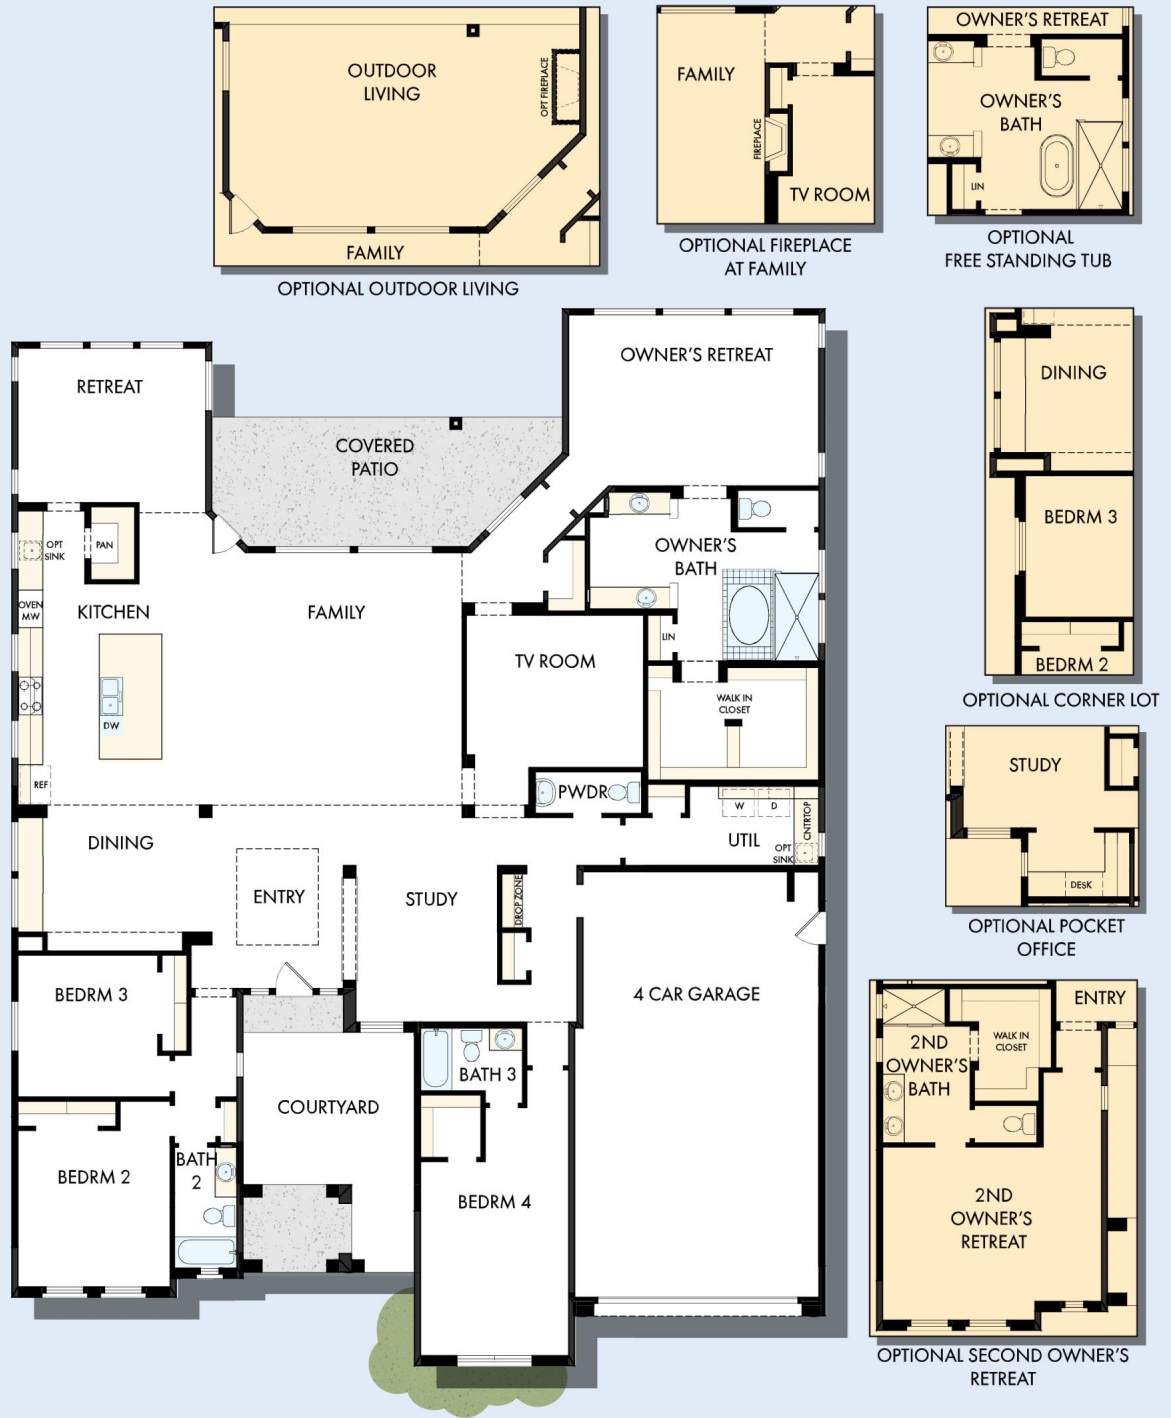 OUTDOOR
LIVING
OPT FIREPLACE
FAMILY
OPTIONAL OUTDOOR LIVING
FAMILY
FIREPLACE
TV ROOM
OPTIONAL FIREPLACE
AT FAMILY
OWNER'S RETREAT
OWNER'S
BATH
LIN
OPTIONAL
FREE STANDING TUB
RETREAT
COVERED
PATIO
OWNER'S RETREAT
OPT
SINK
PAN
OWNER'S
BATH
OVEN
MW
KITCHEN
FAMILY
LIN
TV ROOM
WALK IN
CLOSET
DW
REF
PWDR
W
D
CNTRTOP
UTIL
OPT
SINK
DINING
ENTRY
STUDY
DROP ZONE
BEDRM 3
4 CAR GARAGE
BATH 3
COURTYARD
BEDRM 2
BATH
2
BEDRM 4
DINING
BEDRM 3
BEDRM 2
OPTIONAL CORNER LOT
STUDY
DESK
OPTIONAL POCKET
OFFICE
ENTRY
WALK IN
CLOSET
2ND
OWNER'S
BATH
2ND
OWNER'S
RETREAT
OPTIONAL SECOND OWNER'S
RETREAT